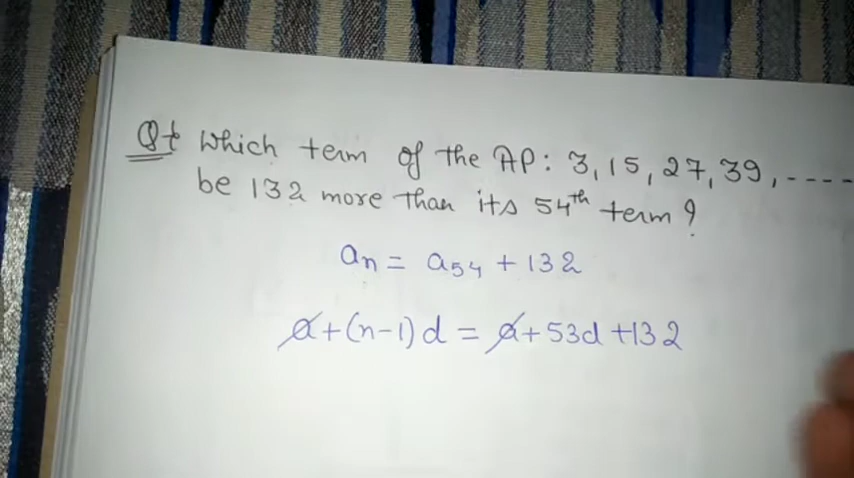 Qt Which term of the AP: 3, 15, 27, 39, ----
be 132 more than its 54th term?
an = a54 + 132
a+(n-1)d = a+53d+132